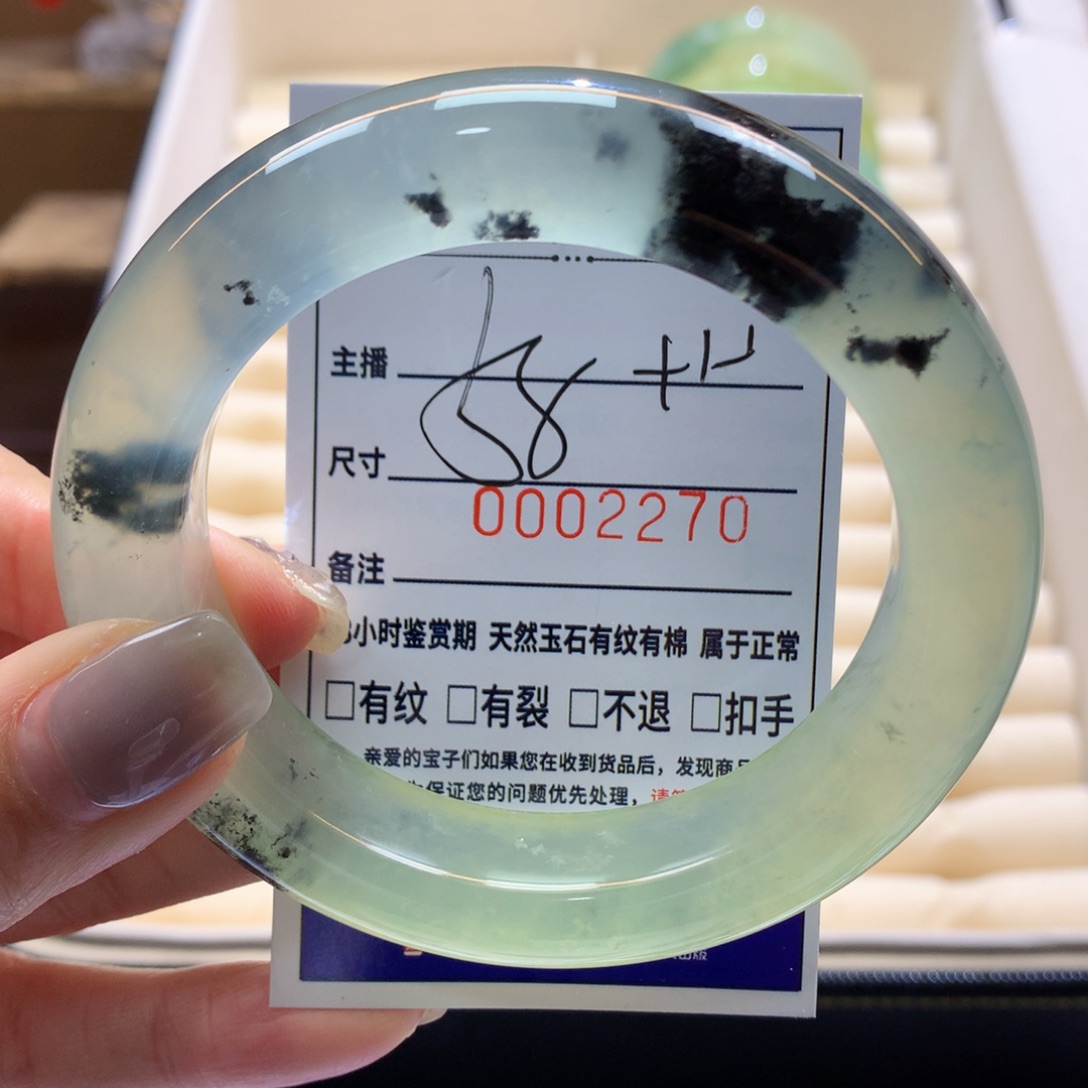 主播
58
尺寸
0002270
备注
小时鉴赏期 天然玉石有纹有棉 属于正常
□有纹 □有裂 □不退 □扣手
亲爱的宝子们如果您在收到货品后，发现商
保证您的问题优先处理，请